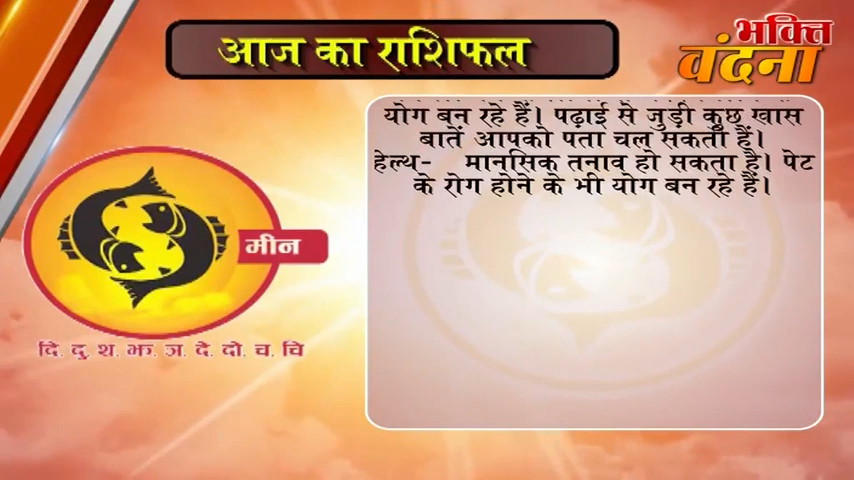 आज का राशिफल
भक्ति
वंदना
योग बन रहे हैं। पढ़ाई से जुड़ी कुछ खास
बातें आपको पता चल सकती हैं।
हेल्थ- मानसिक तनाव हो सकता है। पेट
के रोग होने के भी योग बन रहे हैं।
मीन
दि. दु. श. झ. ञ. दे. दो. च. चि